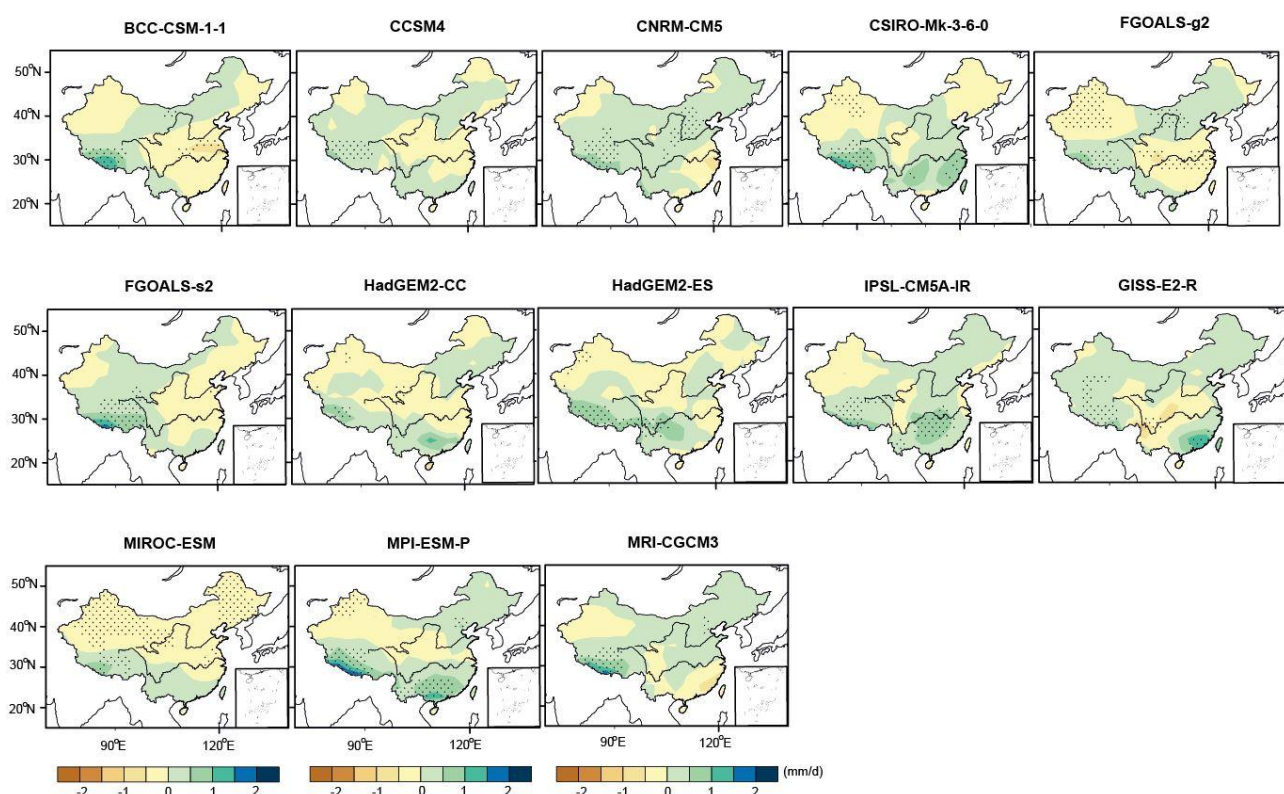 BCC-CSM-1-1
CCSM4
CNRM-CM5
CSIRO-Mk-3-6-0
FGOALS-g2
50°N
40°N
30°N
20°N
FGOALS-s2
HadGEM2-CC
HadGEM2-ES
IPSL-CM5A-IR
GISS-E2-R
50°N
40°N
30°N
20°N
MIROC-ESM
MPI-ESM-P
MRI-CGCM3
50°N
40°N
30°N
20°N
90°E 120°E
90°E 120°E
90°E 120°E
-2 -1 0 1 2
-2 -1 0 1 2
-2 -1 0 1 2 (mm/d)